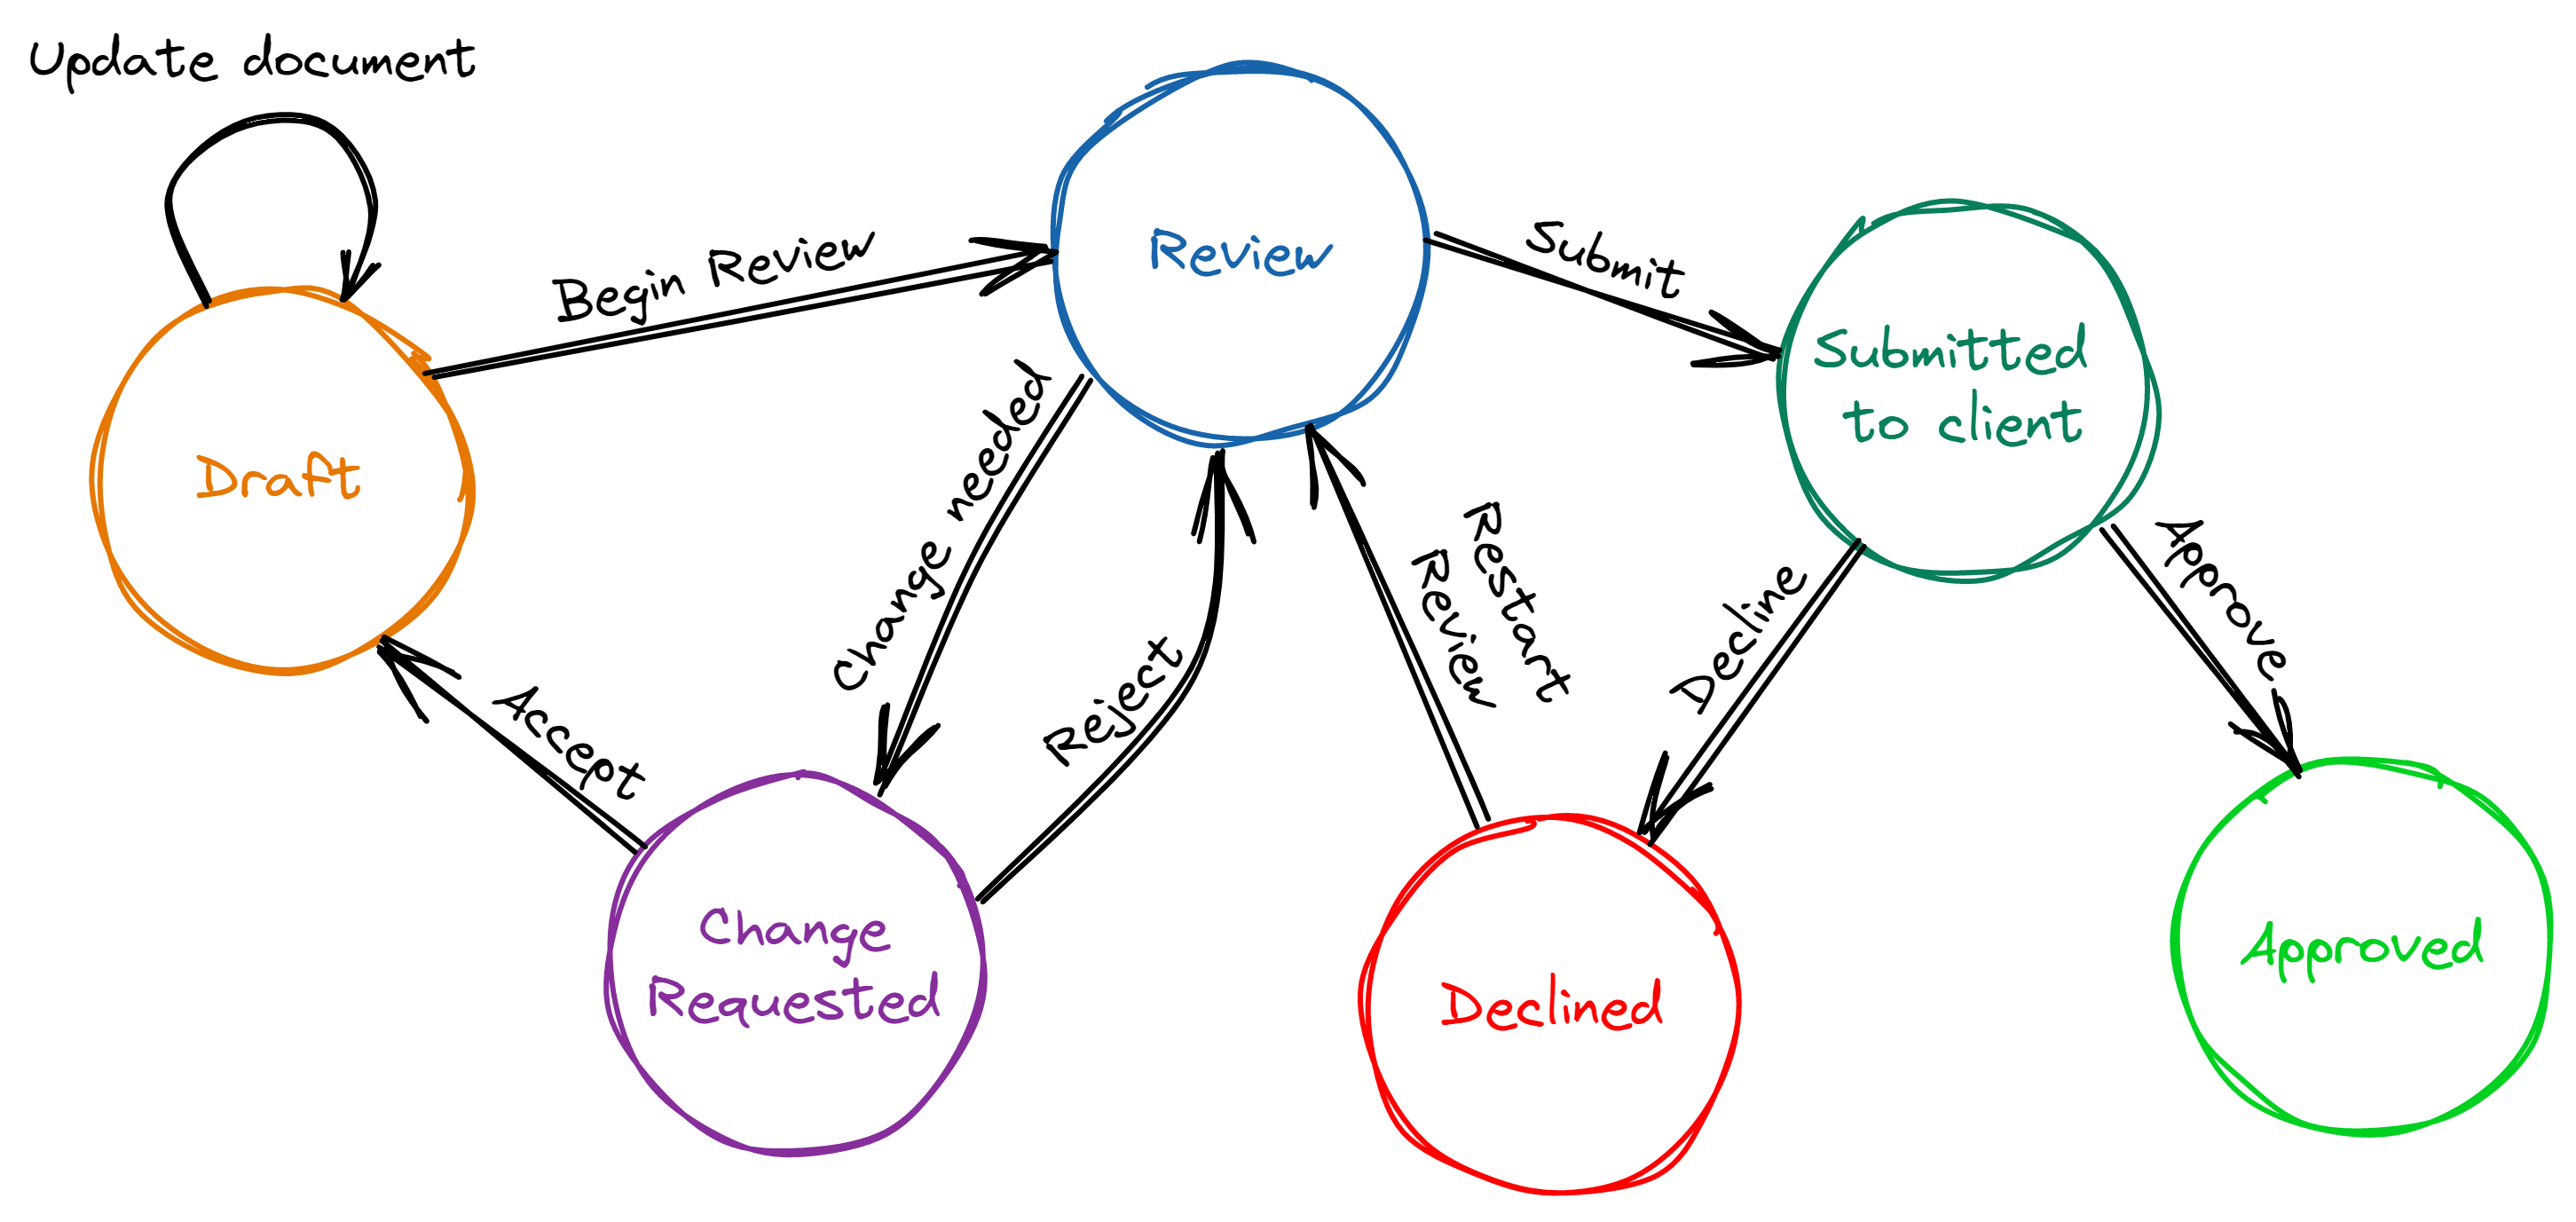 Update document
Begin Review
Review
Submit
Submitted
to client
Draft
Change needed
Reject
Restart
Review
Decline
Approve
Accept
Change
Requested
Declined
Approved